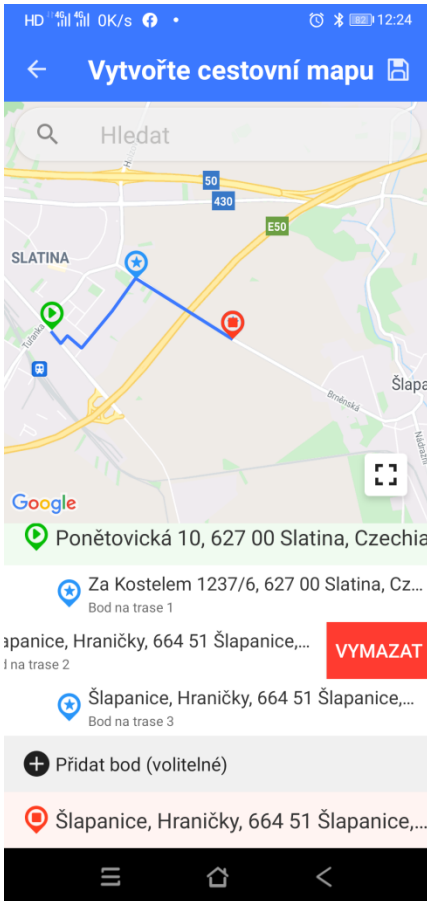 HD 4G 4G 0K/s 82 12:24
Vytvořte cestovní mapu
Hledat
50
430
E50
SLATINA
Tuřanka
Šlapa
Brněnská
Nádražní
Google
Ponětovická 10, 627 00 Slatina, Czechia
Za Kostelem 1237/6, 627 00 Slatina, Cz...
Bod na trase 1
apanice, Hraničky, 664 51 Šlapanice,...
d na trase 2
VYMAZAT
Šlapanice, Hraničky, 664 51 Šlapanice,...
Bod na trase 3
Přidat bod (volitelné)
Šlapanice, Hraničky, 664 51 Šlapanice,...